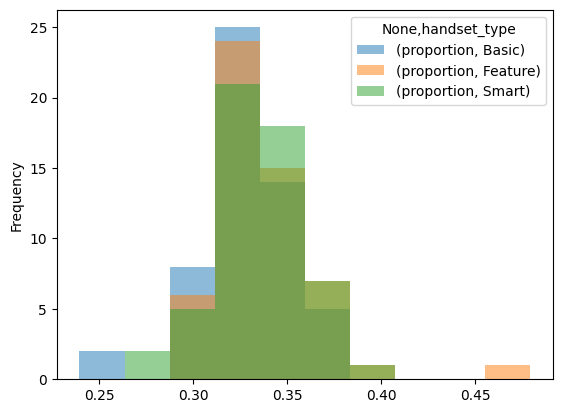 None,handset_type
(proportion, Basic)
(proportion, Feature)
(proportion, Smart)
Frequency
25
20
15
10
5
0
0.25 0.30 0.35 0.40 0.45